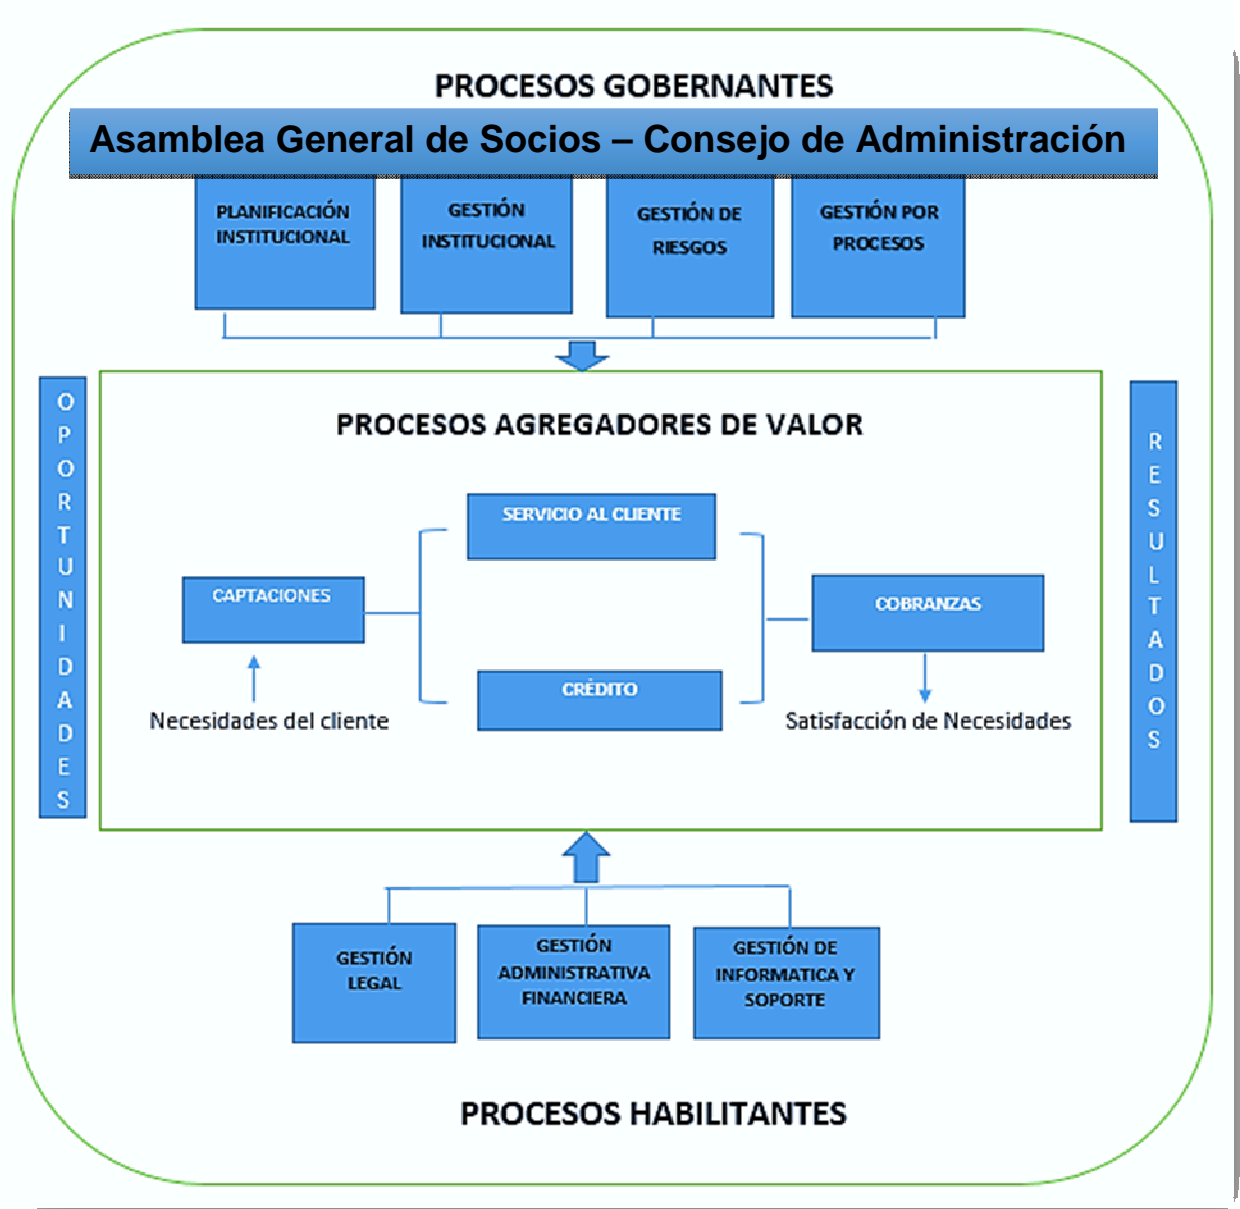 PROCESOS GOBERNANTES
Asamblea General de Socios – Consejo de Administración
PLANIFICACIÓN
INSTITUCIONAL
GESTIÓN
INSTITUCIONAL
GESTIÓN DE
RIESGOS
GESTIÓN POR
PROCESOS
OPORTUNIDADES
PROCESOS AGREGADORES DE VALOR
SERVICIO AL CLIENTE
CAPTACIONES
COBRANZAS
CRÉDITO
Necesidades del cliente
Satisfacción de Necesidades
RESULTADOS
GESTIÓN
LEGAL
GESTIÓN
ADMINISTRATIVA
FINANCIERA
GESTIÓN DE
INFORMATICA Y
SOPORTE
PROCESOS HABILITANTES